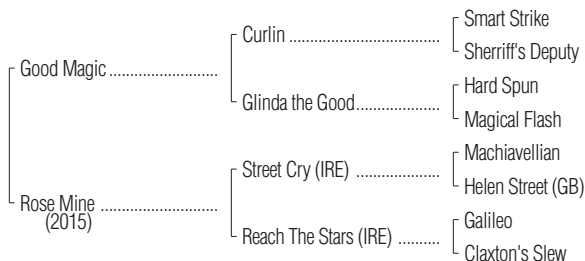 Smart Strike
Curlin
Sherriff's Deputy
Good Magic
Hard Spun
Glinda the Good
Magical Flash
Machiavellian
Street Cry (IRE)
Helen Street (GB)
Rose Mine
(2015)
Galileo
Reach The Stars (IRE)
Claxton's Slew